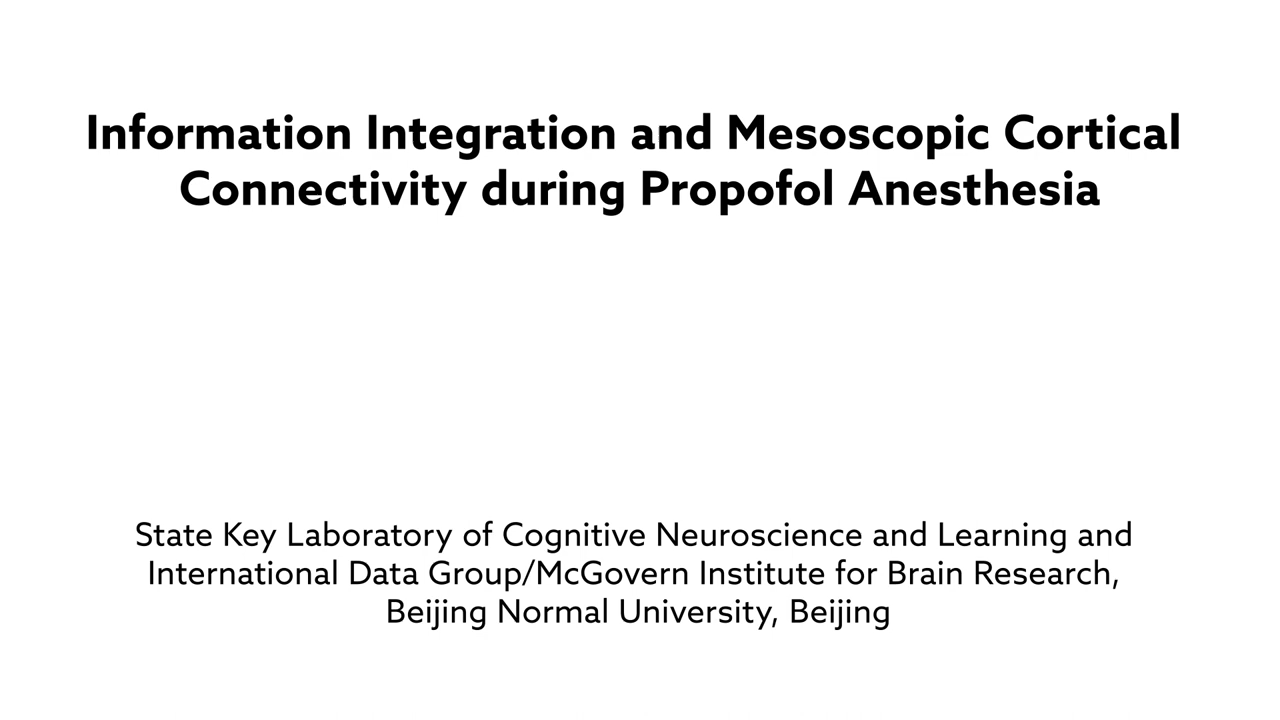 Information Integration and Mesoscopic Cortical
Connectivity during Propofol Anesthesia
State Key Laboratory of Cognitive Neuroscience and Learning and
International Data Group/McGovern Institute for Brain Research,
Beijing Normal University, Beijing